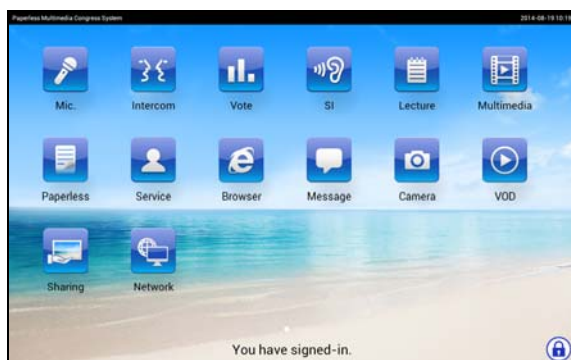 Paperless Multimedia Congress System 2014-08-19 10:19
Mic. Intercom Vote SI Lecture Multimedia
Paperless Service Browser Message Camera VOD
Sharing Network
You have signed-in.